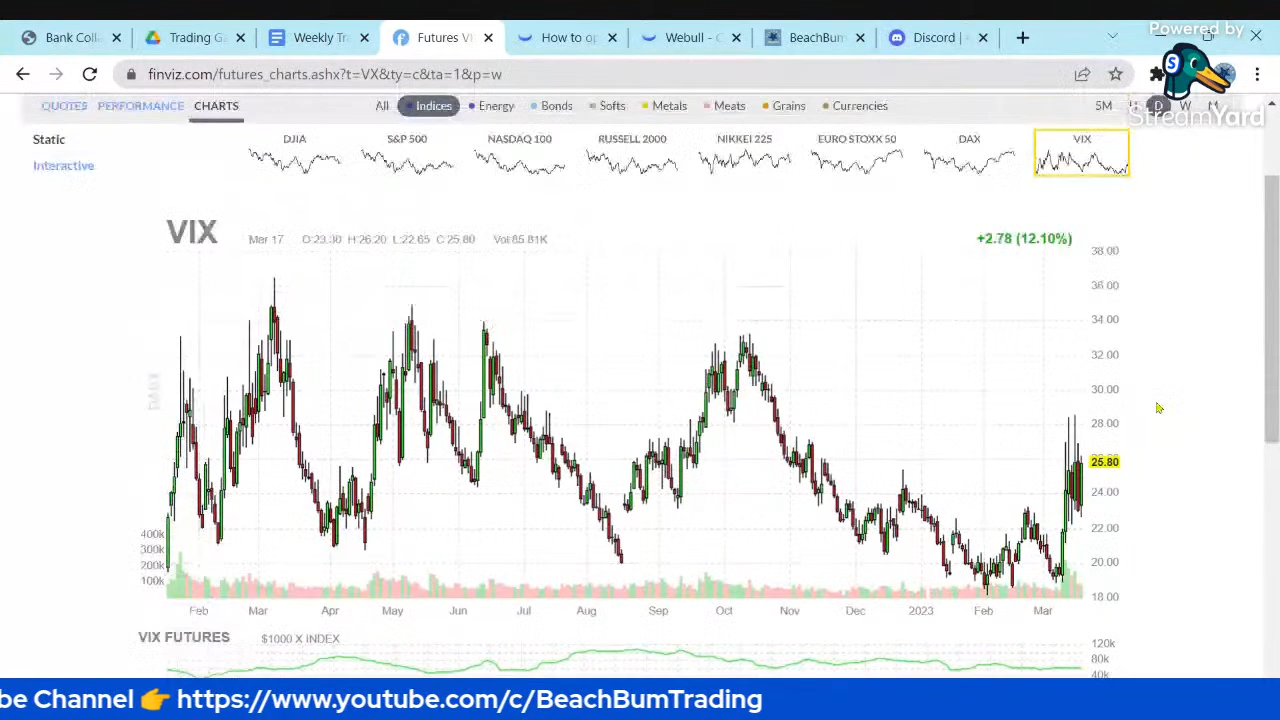 Powered by
Bank Colla
Trading Ga
Weekly Tr
Futures VI
How to op
Webull - C
BeachBum
Discord |
finviz.com/futures_charts.ashx?t=VX&ty=c&ta=1&p=w
StreamYard
QUOTES PERFORMANCE CHARTS All Indices Energy Bonds Softs Metals Meats Grains Currencies 5M D W M
Static
Interactive
DJIA S&P 500 NASDAQ 100 RUSSELL 2000 NIKKEI 225 EURO STOXX 50 DAX VIX
VIX Mar 17 O:23.30 H:26.20 L:22.65 C:25.80 +2.78 (12.10%)
38.00
36.00
34.00
32.00
30.00
28.00
25.80
24.00
22.00
20.00
18.00
400k
300k
200k
100k
Feb Mar Apr May Jun Jul Aug Sep Oct Nov Dec 2023 Feb Mar
VIX FUTURES $1000 X INDEX
120k
80k
40k
be Channel 👉 https://www.youtube.com/c/BeachBumTrading